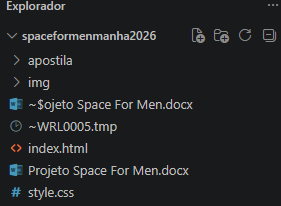 Explorador
spaceformenmanha2026
apostila
img
~$ojeto Space For Men.docx
~WRL0005.tmp
index.html
Projeto Space For Men.docx
style.css